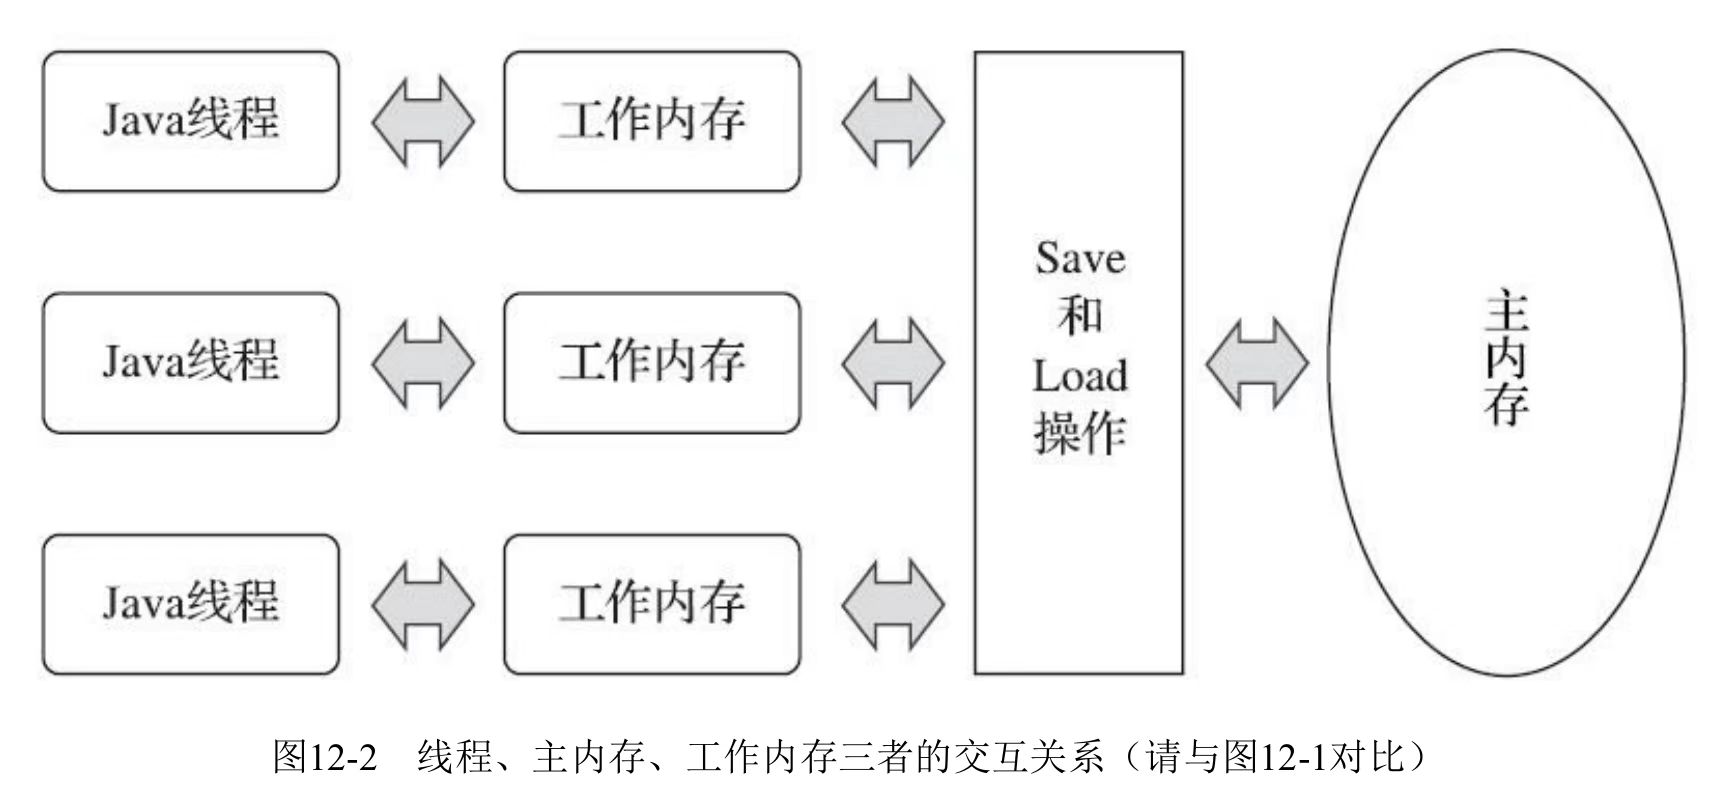 Java线程
工作内存
Java线程
工作内存
Java线程
工作内存
Save
和
Load
操作
主
内
存
图12-2 线程、主内存、工作内存三者的交互关系（请与图12-1对比）